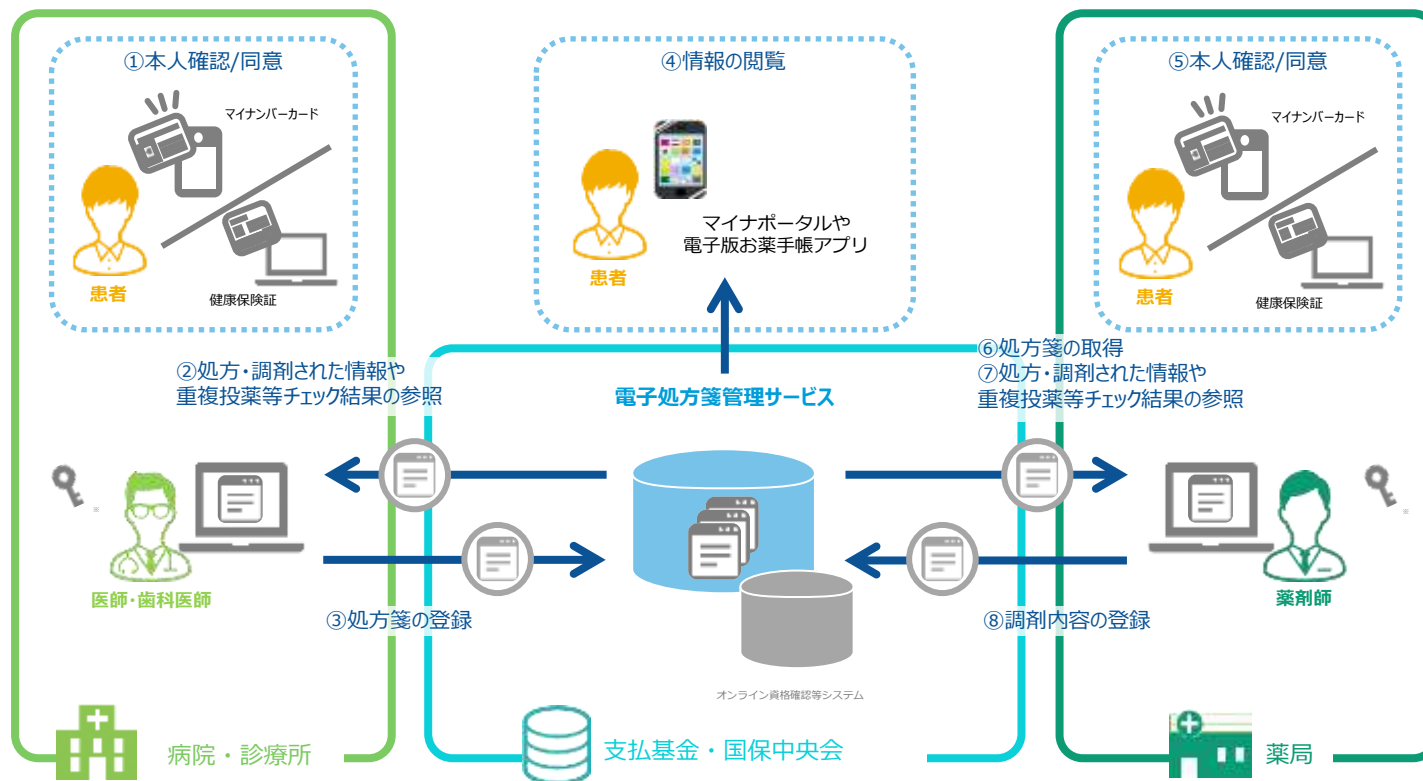 ①本人確認/同意
マイナンバーカード
患者
健康保険証
④情報の閲覧
マイナポータルや
電子版お薬手帳アプリ
患者
⑤本人確認/同意
マイナンバーカード
患者
健康保険証
②処方・調剤された情報や
重複投薬等チェック結果の参照
電子処方箋管理サービス
⑥処方箋の取得
⑦処方・調剤された情報や
重複投薬等チェック結果の参照
※
医師・歯科医師
③処方箋の登録
※
薬剤師
⑧調剤内容の登録
オンライン資格確認等システム
病院・診療所
支払基金・国保中央会
薬局